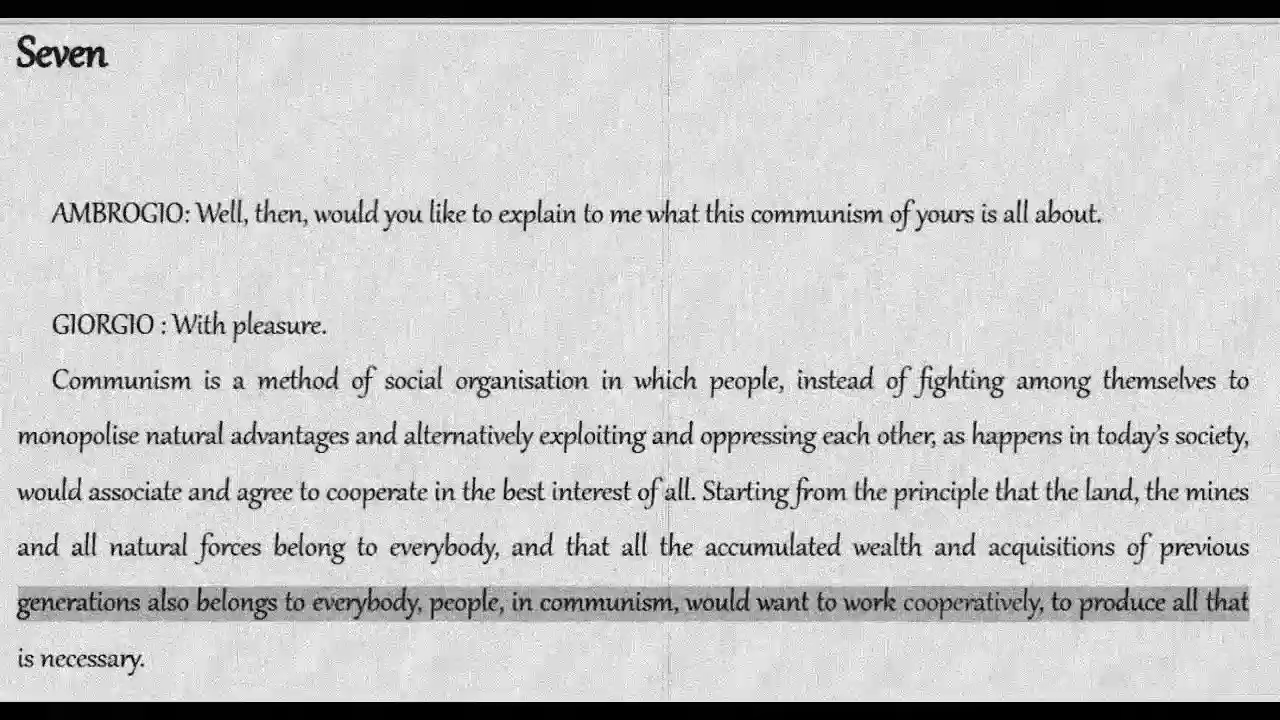 Seven
AMBROGIO: Well, then, would you like to explain to me what this communism of yours is all about.
GIORGIO : With pleasure.
Communism is a method of social organisation in which people, instead of fighting among themselves to
monopolise natural advantages and alternatively exploiting and oppressing each other, as happens in today's society,
would associate and agree to cooperate in the best interest of all. Starting from the principle that the land, the mines
and all natural forces belong to everybody, and that all the accumulated wealth and acquisitions of previous
generations also belongs to everybody, people, in communism, would want to work cooperatively, to produce all that
is necessary.